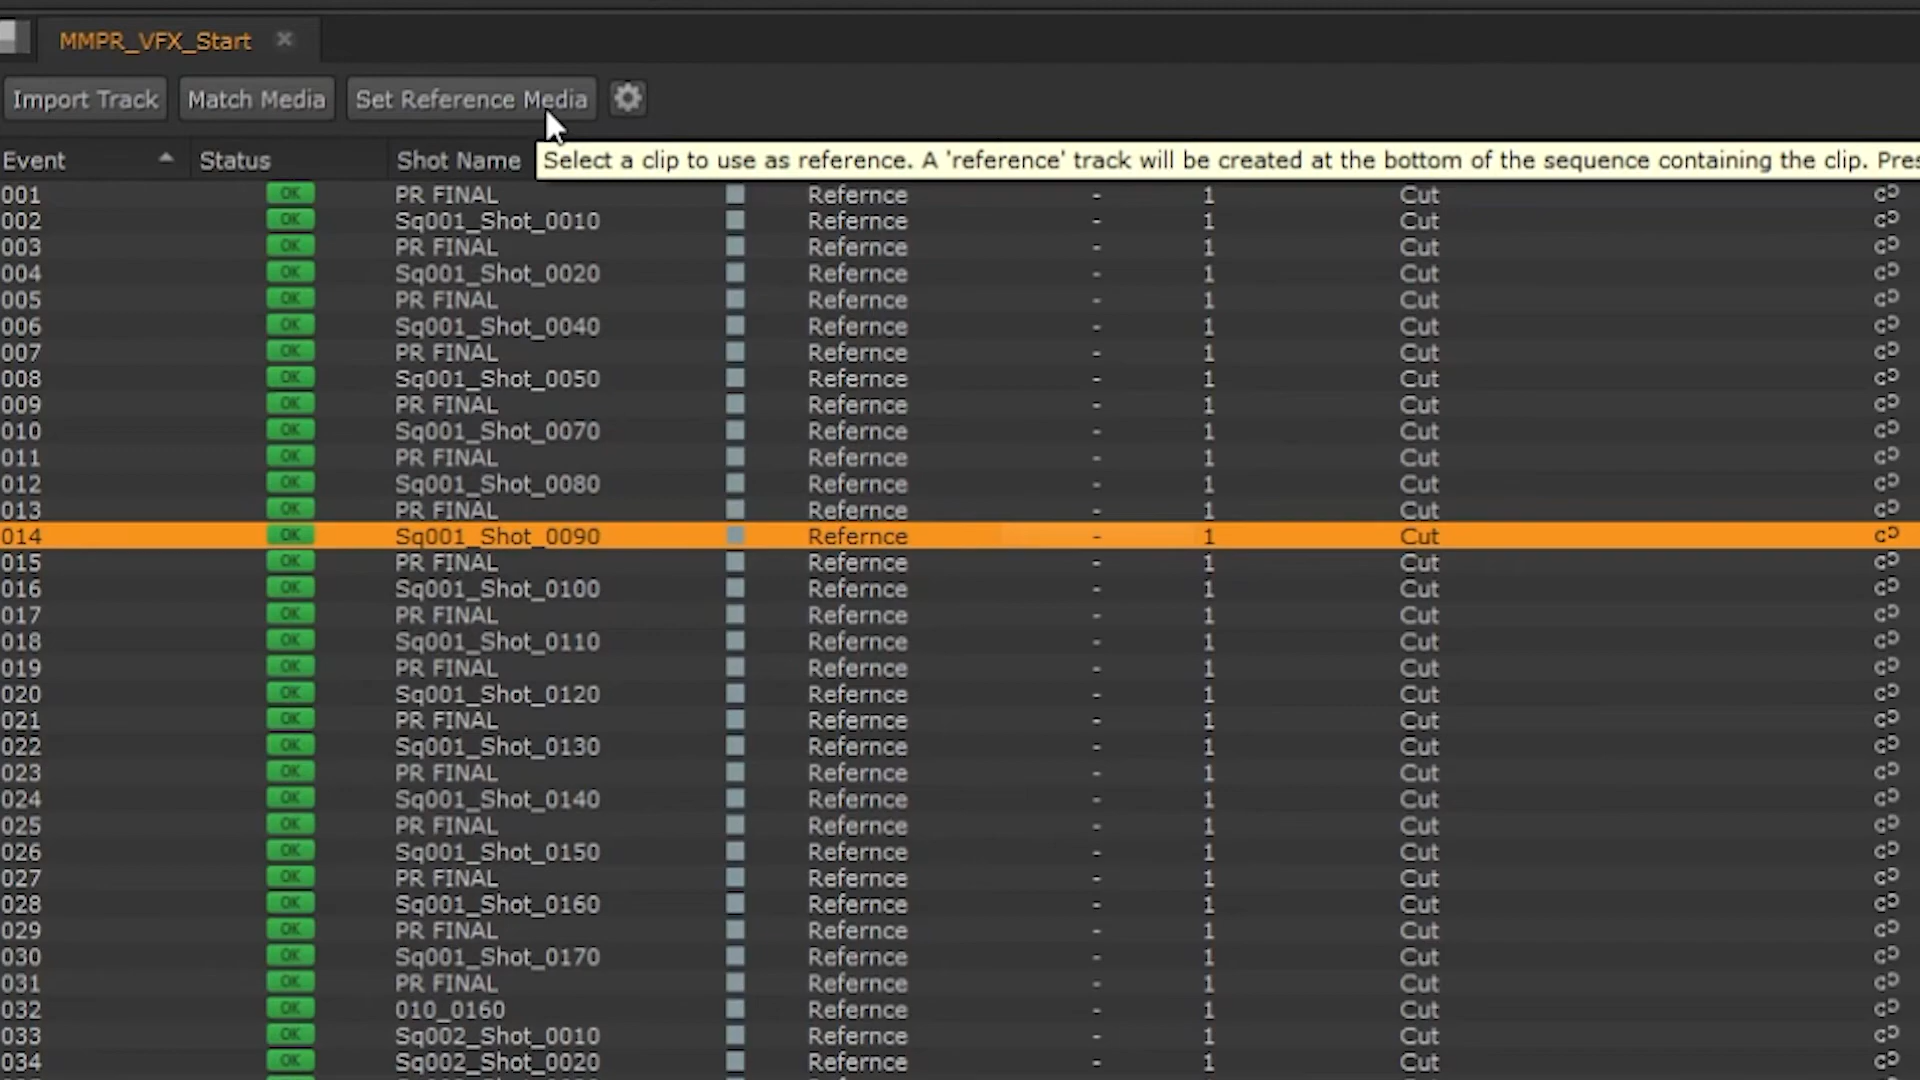 MMPR_VFX_Start
Import Track Match Media Set Reference Media
Event Status Shot Name
Select a clip to use as reference. A 'reference' track will be created at the bottom of the sequence containing the clip. Pres
001 OK PR FINAL Refernce - 1 Cut
002 OK Sq001_Shot_0010 Refernce - 1 Cut
003 OK PR FINAL Refernce - 1 Cut
004 OK Sq001_Shot_0020 Refernce - 1 Cut
005 OK PR FINAL Refernce - 1 Cut
006 OK Sq001_Shot_0040 Refernce - 1 Cut
007 OK PR FINAL Refernce - 1 Cut
008 OK Sq001_Shot_0050 Refernce - 1 Cut
009 OK PR FINAL Refernce - 1 Cut
010 OK Sq001_Shot_0070 Refernce - 1 Cut
011 OK PR FINAL Refernce - 1 Cut
012 OK Sq001_Shot_0080 Refernce - 1 Cut
013 OK PR FINAL Refernce - 1 Cut
014 OK Sq001_Shot_0090 Refernce - 1 Cut
015 OK PR FINAL Refernce - 1 Cut
016 OK Sq001_Shot_0100 Refernce - 1 Cut
017 OK PR FINAL Refernce - 1 Cut
018 OK Sq001_Shot_0110 Refernce - 1 Cut
019 OK PR FINAL Refernce - 1 Cut
020 OK Sq001_Shot_0120 Refernce - 1 Cut
021 OK PR FINAL Refernce - 1 Cut
022 OK Sq001_Shot_0130 Refernce - 1 Cut
023 OK PR FINAL Refernce - 1 Cut
024 OK Sq001_Shot_0140 Refernce - 1 Cut
025 OK PR FINAL Refernce - 1 Cut
026 OK Sq001_Shot_0150 Refernce - 1 Cut
027 OK PR FINAL Refernce - 1 Cut
028 OK Sq001_Shot_0160 Refernce - 1 Cut
029 OK PR FINAL Refernce - 1 Cut
030 OK Sq001_Shot_0170 Refernce - 1 Cut
031 OK PR FINAL Refernce - 1 Cut
032 OK 010_0160 Refernce - 1 Cut
033 OK Sq002_Shot_0010 Refernce - 1 Cut
034 OK Sq002_Shot_0020 Refernce - 1 Cut